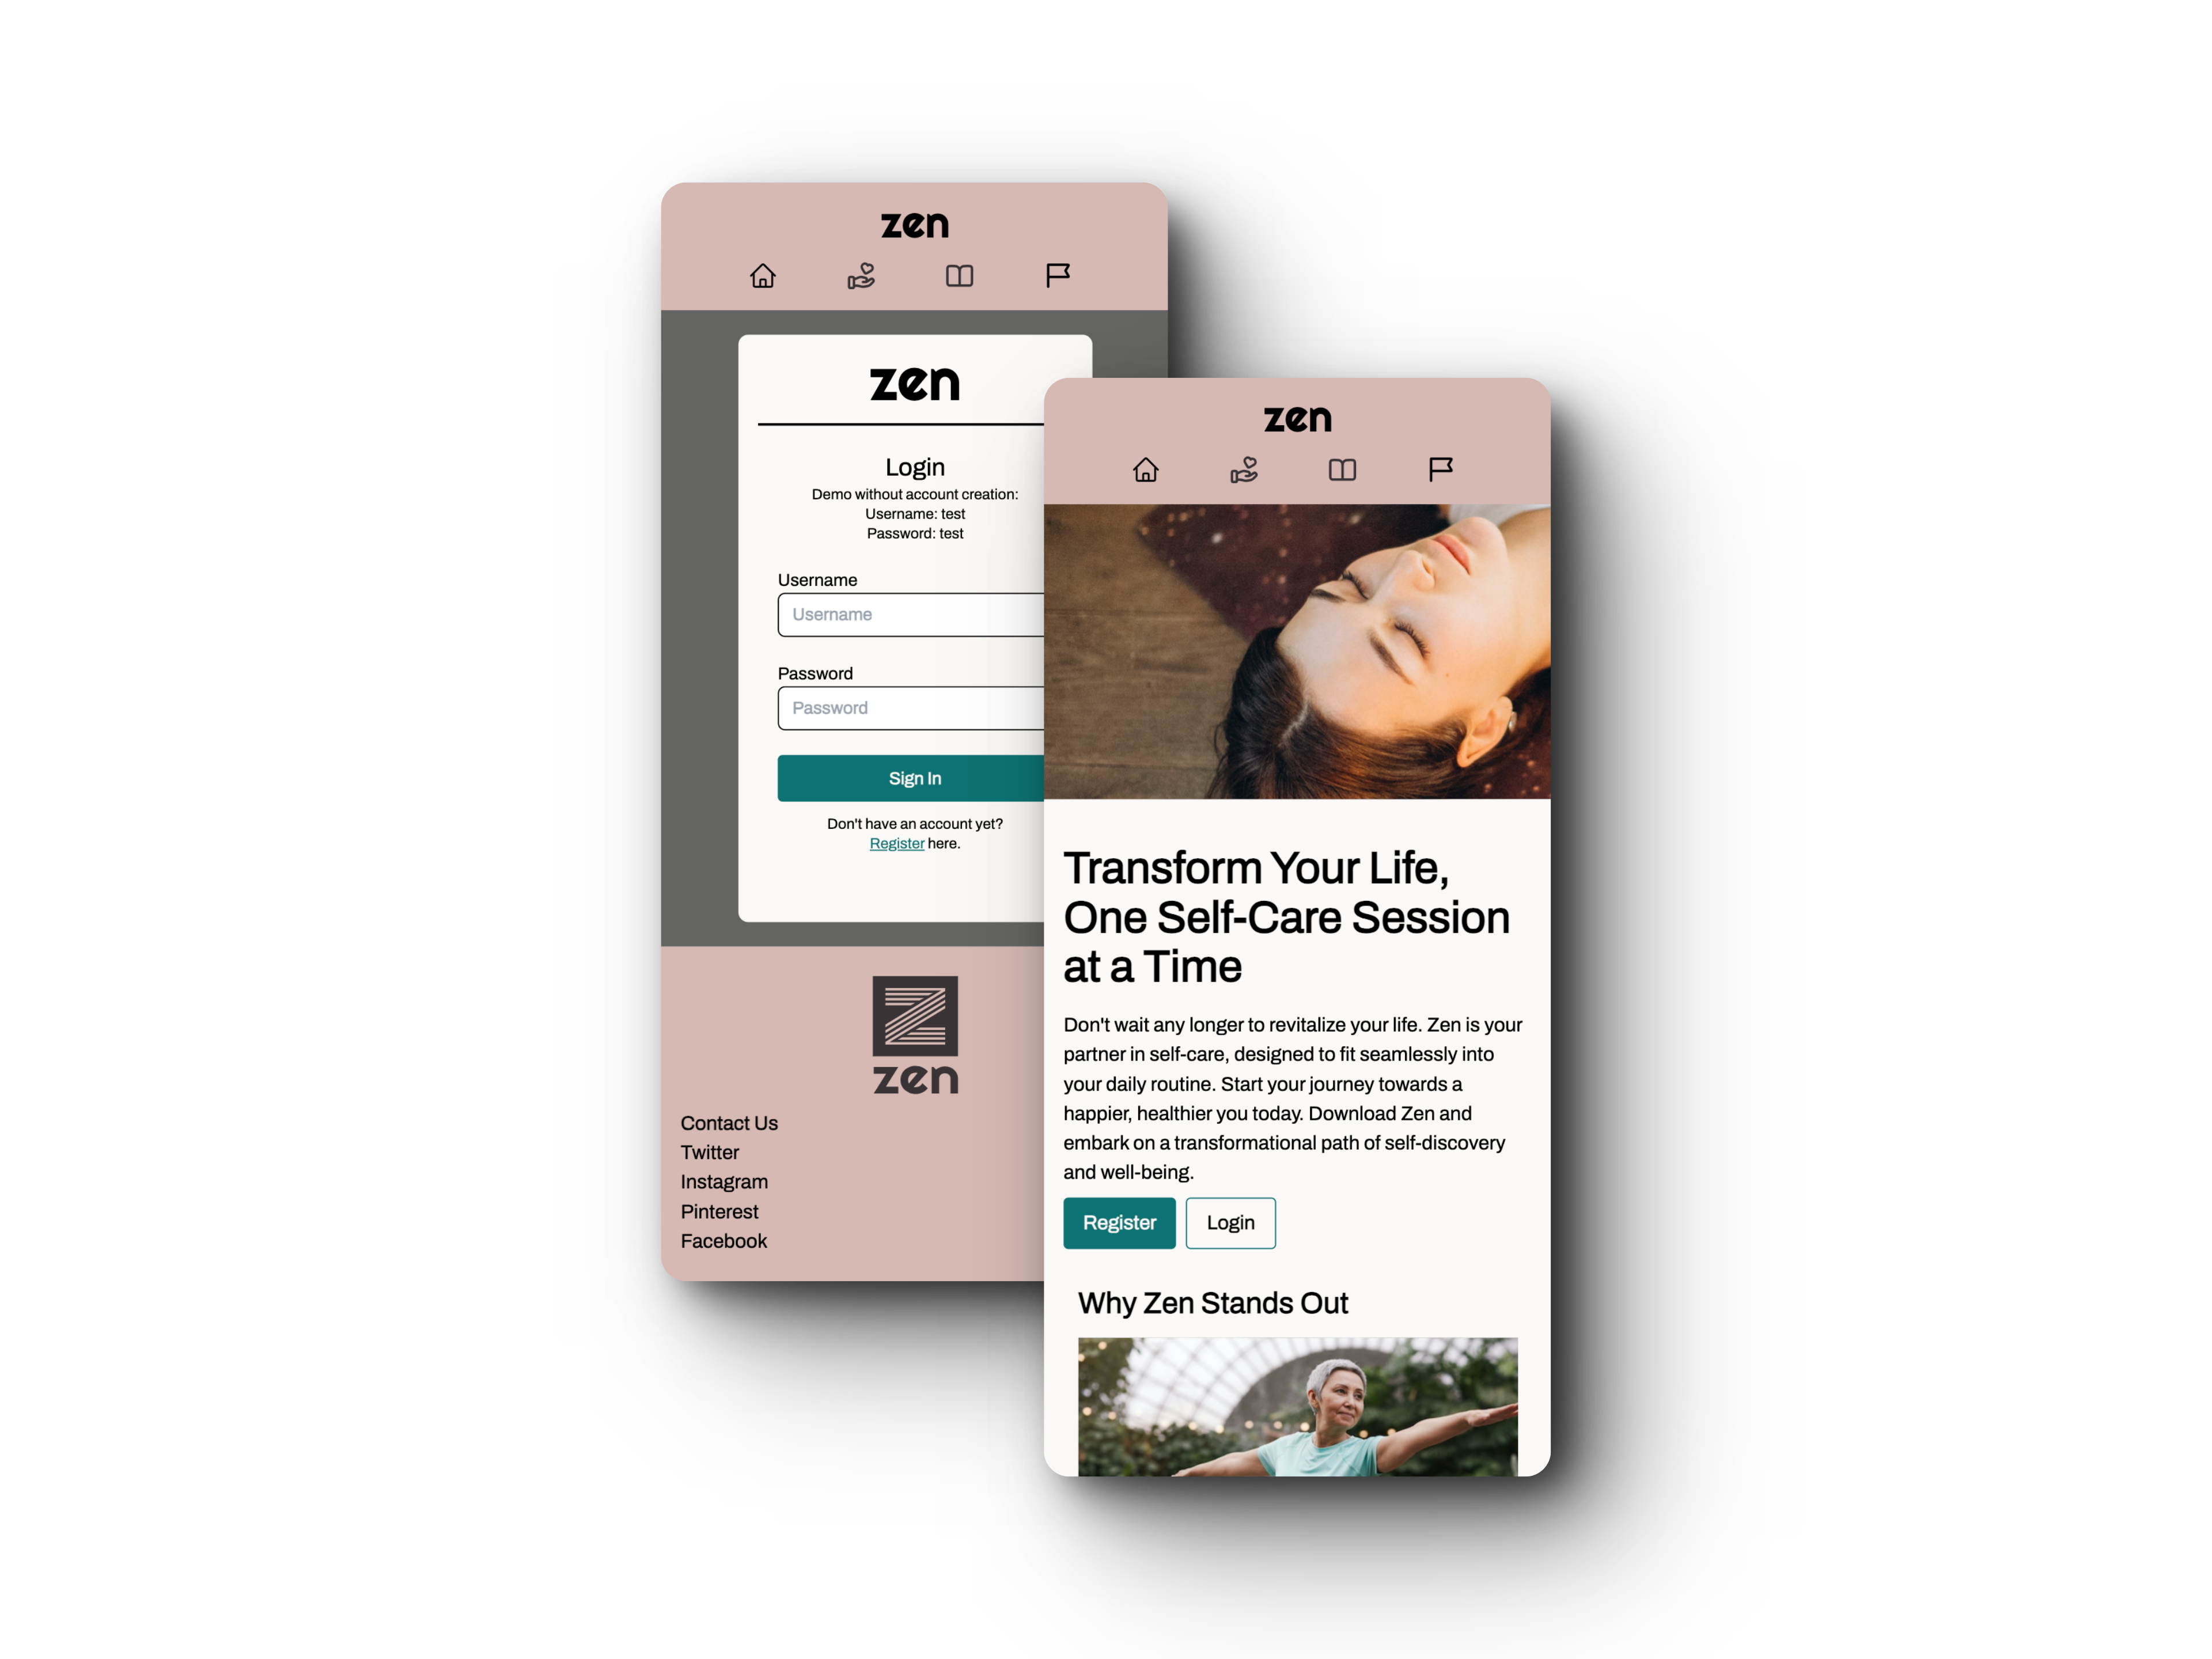 zen
zen
Login
Demo without account creation:
Username: test
Password: test
Username
Username
Password
Password
Sign In
Don't have an account yet?
Register here.
Z
zen
Contact Us
Twitter
Instagram
Pinterest
Facebook
zen
Transform Your Life,
One Self-Care Session
at a Time
Don't wait any longer to revitalize your life. Zen is your
partner in self-care, designed to fit seamlessly into
your daily routine. Start your journey towards a
happier, healthier you today. Download Zen and
embark on a transformational path of self-discovery
and well-being.
Register Login
Why Zen Stands Out